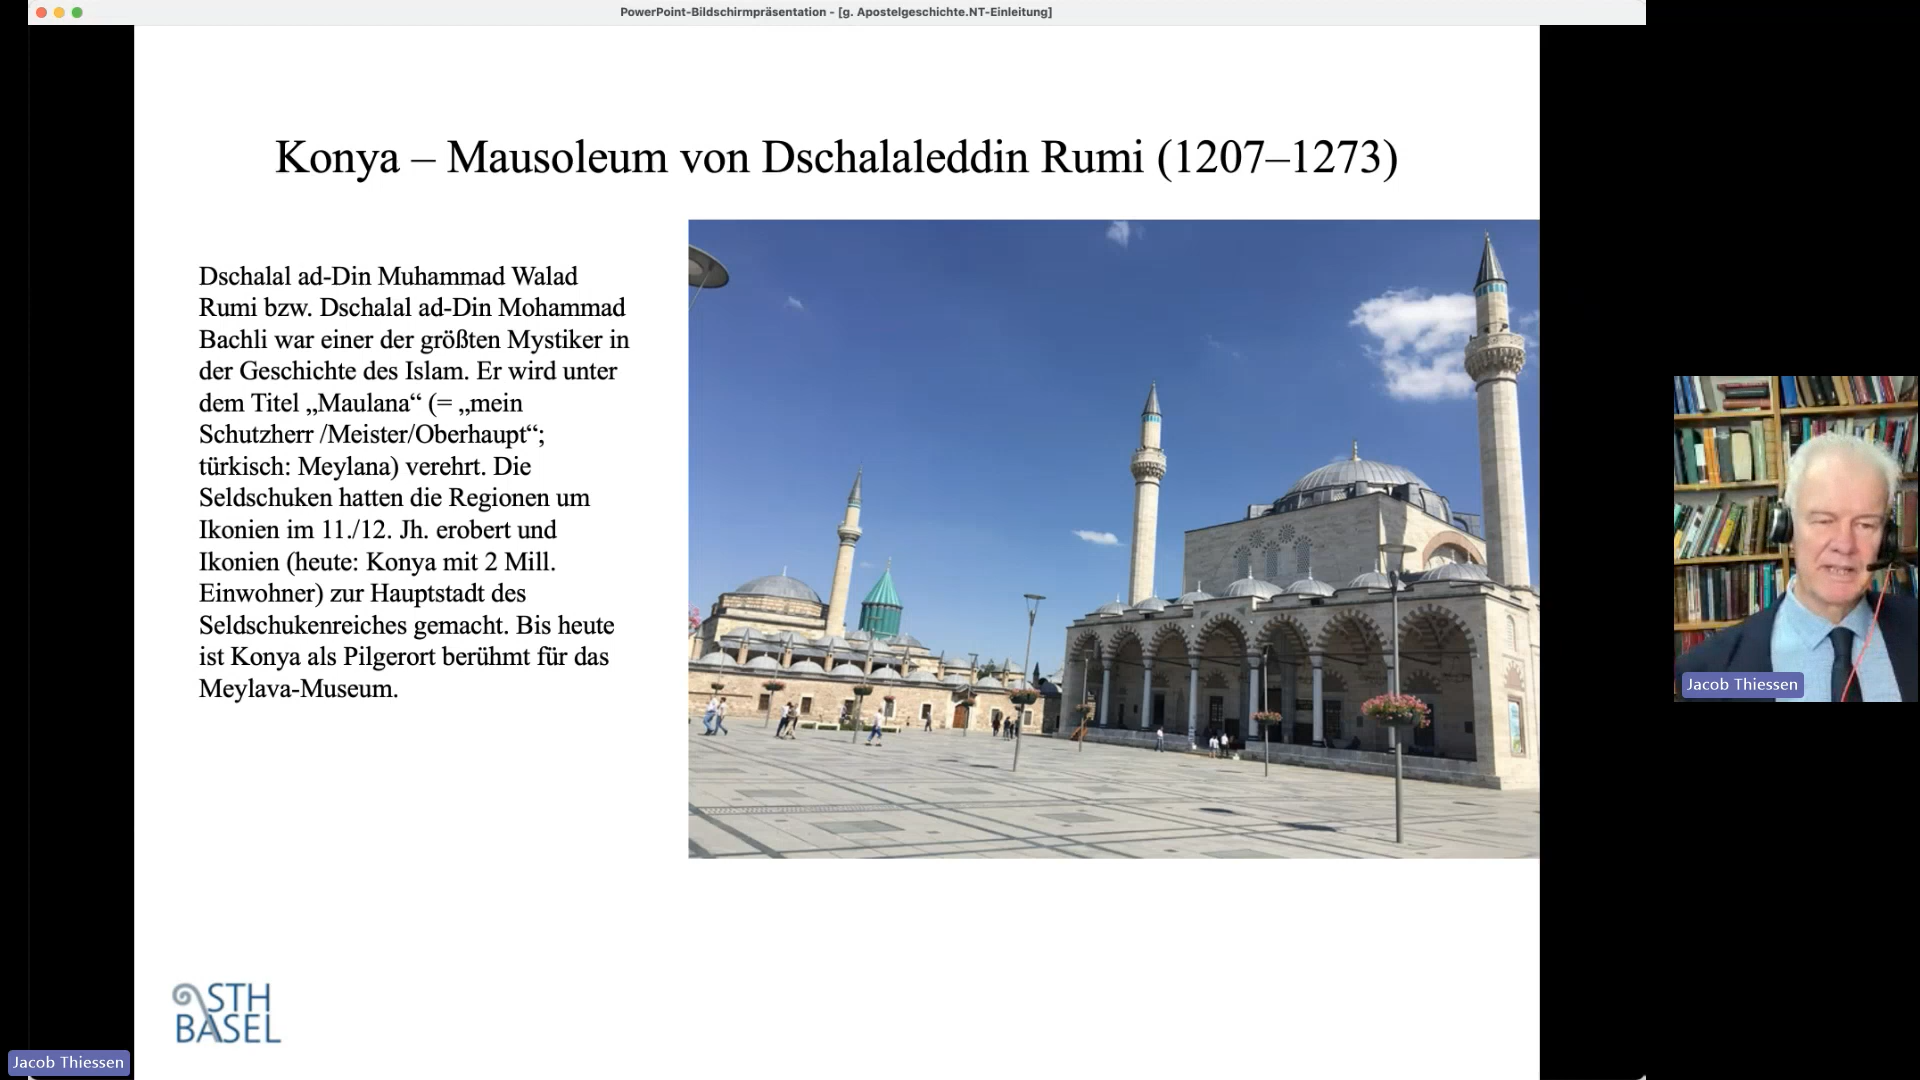 PowerPoint-Bildschirmpräsentation - [g. Apostelgeschichte.NT-Einleitung]
Konya – Mausoleum von Dschalaleddin Rumi (1207–1273)
Dschalal ad-Din Muhammad Walad
Rumi bzw. Dschalal ad-Din Mohammad
Bachli war einer der größten Mystiker in
der Geschichte des Islam. Er wird unter
dem Titel „Maulana“ (= „mein
Schutzherr /Meister/Oberhaupt“;
türkisch: Meylana) verehrt. Die
Seldschuken hatten die Regionen um
Ikonien im 11./12. Jh. erobert und
Ikonien (heute: Konya mit 2 Mill.
Einwohner) zur Hauptstadt des
Seldschukenreiches gemacht. Bis heute
ist Konya als Pilgerort berühmt für das
Meylava-Museum.
STH
BASEL
Jacob Thiessen
Jacob Thiessen